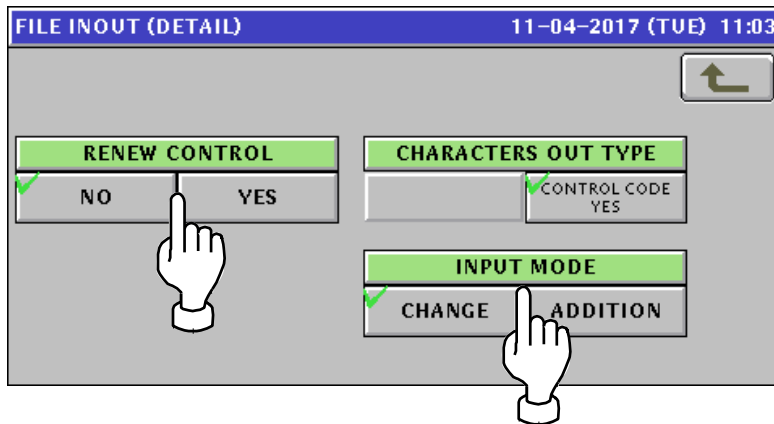 FILE INOUT (DETAIL) 11-04-2017 (TUE) 11:03
RENEW CONTROL CHARACTERS OUT TYPE
NO YES CONTROL CODE
YES
INPUT MODE
CHANGE ADDITION